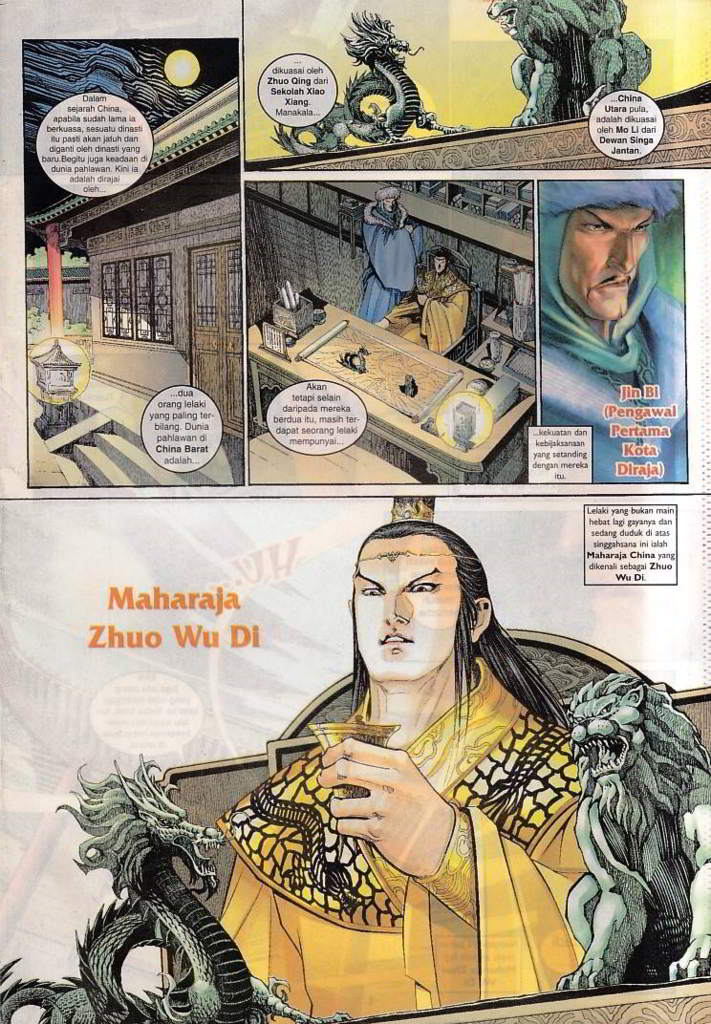 Dalam
sejarah China,
apabila sudah lama ia
berkuasa, sesuatu dinasti
itu pasti akan jatuh dan
diganti oleh dinasti yang
baru.Begitu juga keadaan di
dunia pahlawan. Kini ia
adalah dirajai
oleh...
...dua
orang lelaki
yang paling ter-
bilang. Dunia
pahlawan di
China Barat
adalah...
...
dikuasai oleh
Zhuo Qing dari
Sekolah Xiao
Xiang.
Manakala...
...China
Utara pula,
adalah dikuasai
oleh Mo Li dari
Dewan Singa
Jantan.
Akan
tetapi selain
daripada mereka
berdua itu, masih ter-
dapat seorang lelaki
mempunyai...
...kekuatan dan
kebijaksanaan
yang setanding
dengan mereka
itu.
Jin Bi
(Pengawal
Pertama
Kota
Diraja)
Lelaki yang bukan main
hebat lagi gayanya dan
sedang duduk di atas
singgahsana ini ialah
Maharaja China yang
dikenali sebagai Zhuo
Wu Di.
Maharaja
Zhuo Wu Di